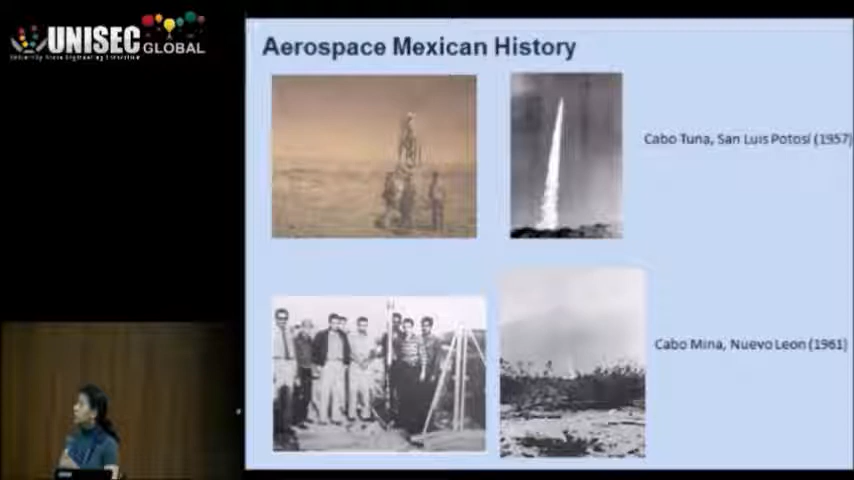 UNISEC
GLOBAL
Aerospace Mexican History
Cabo Tuna, San Luis Potosí (1957)
Cabo Mina, Nuevo Leon (1961)